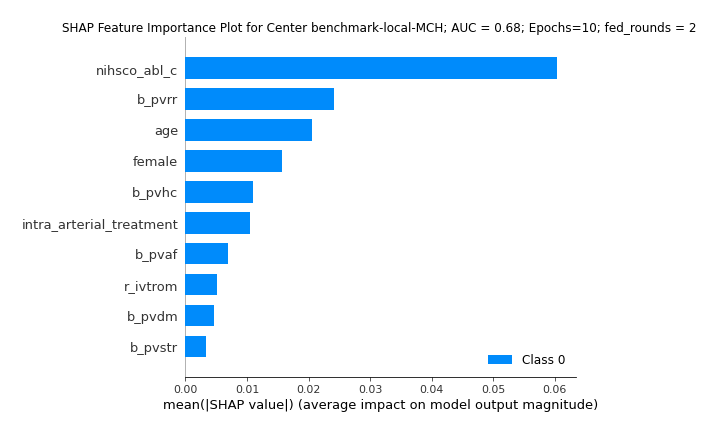 SHAP Feature Importance Plot for Center benchmark-local-MCH; AUC = 0.68; Epochs=10; fed_rounds = 2
nihsco_abl_c
b_pvrr
age
female
b_pvhc
intra_arterial_treatment
b_pvaf
r_ivtrom
b_pvdm
b_pvstr
Class 0
0.00 0.01 0.02 0.03 0.04 0.05 0.06
mean(|SHAP value|) (average impact on model output magnitude)